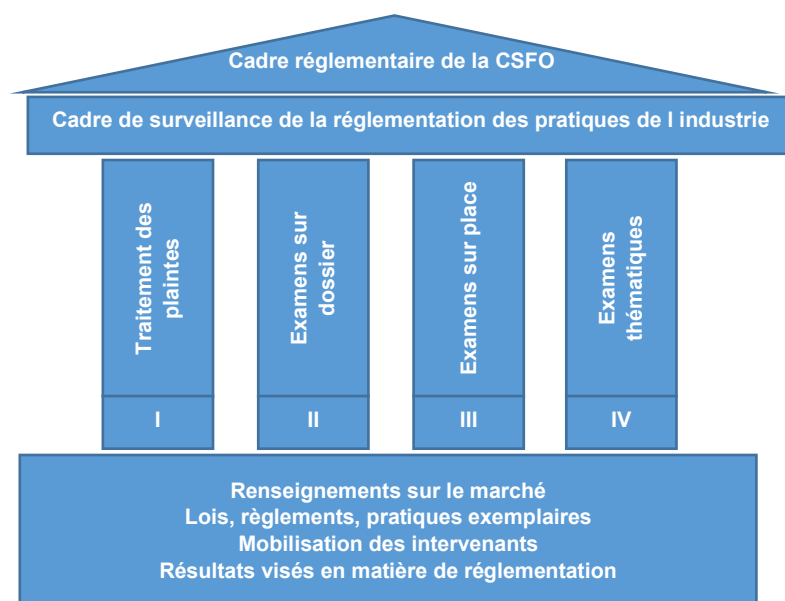 Cadre réglementaire de la CSFO
Cadre de surveillance de la réglementation des pratiques de l industrie
Traitement des
plaintes
Examens sur
dossier
Examens sur place
Examens
thématiques
I
II
III
IV
Renseignements sur le marché
Lois, règlements, pratiques exemplaires
Mobilisation des intervenants
Résultats visés en matière de réglementation